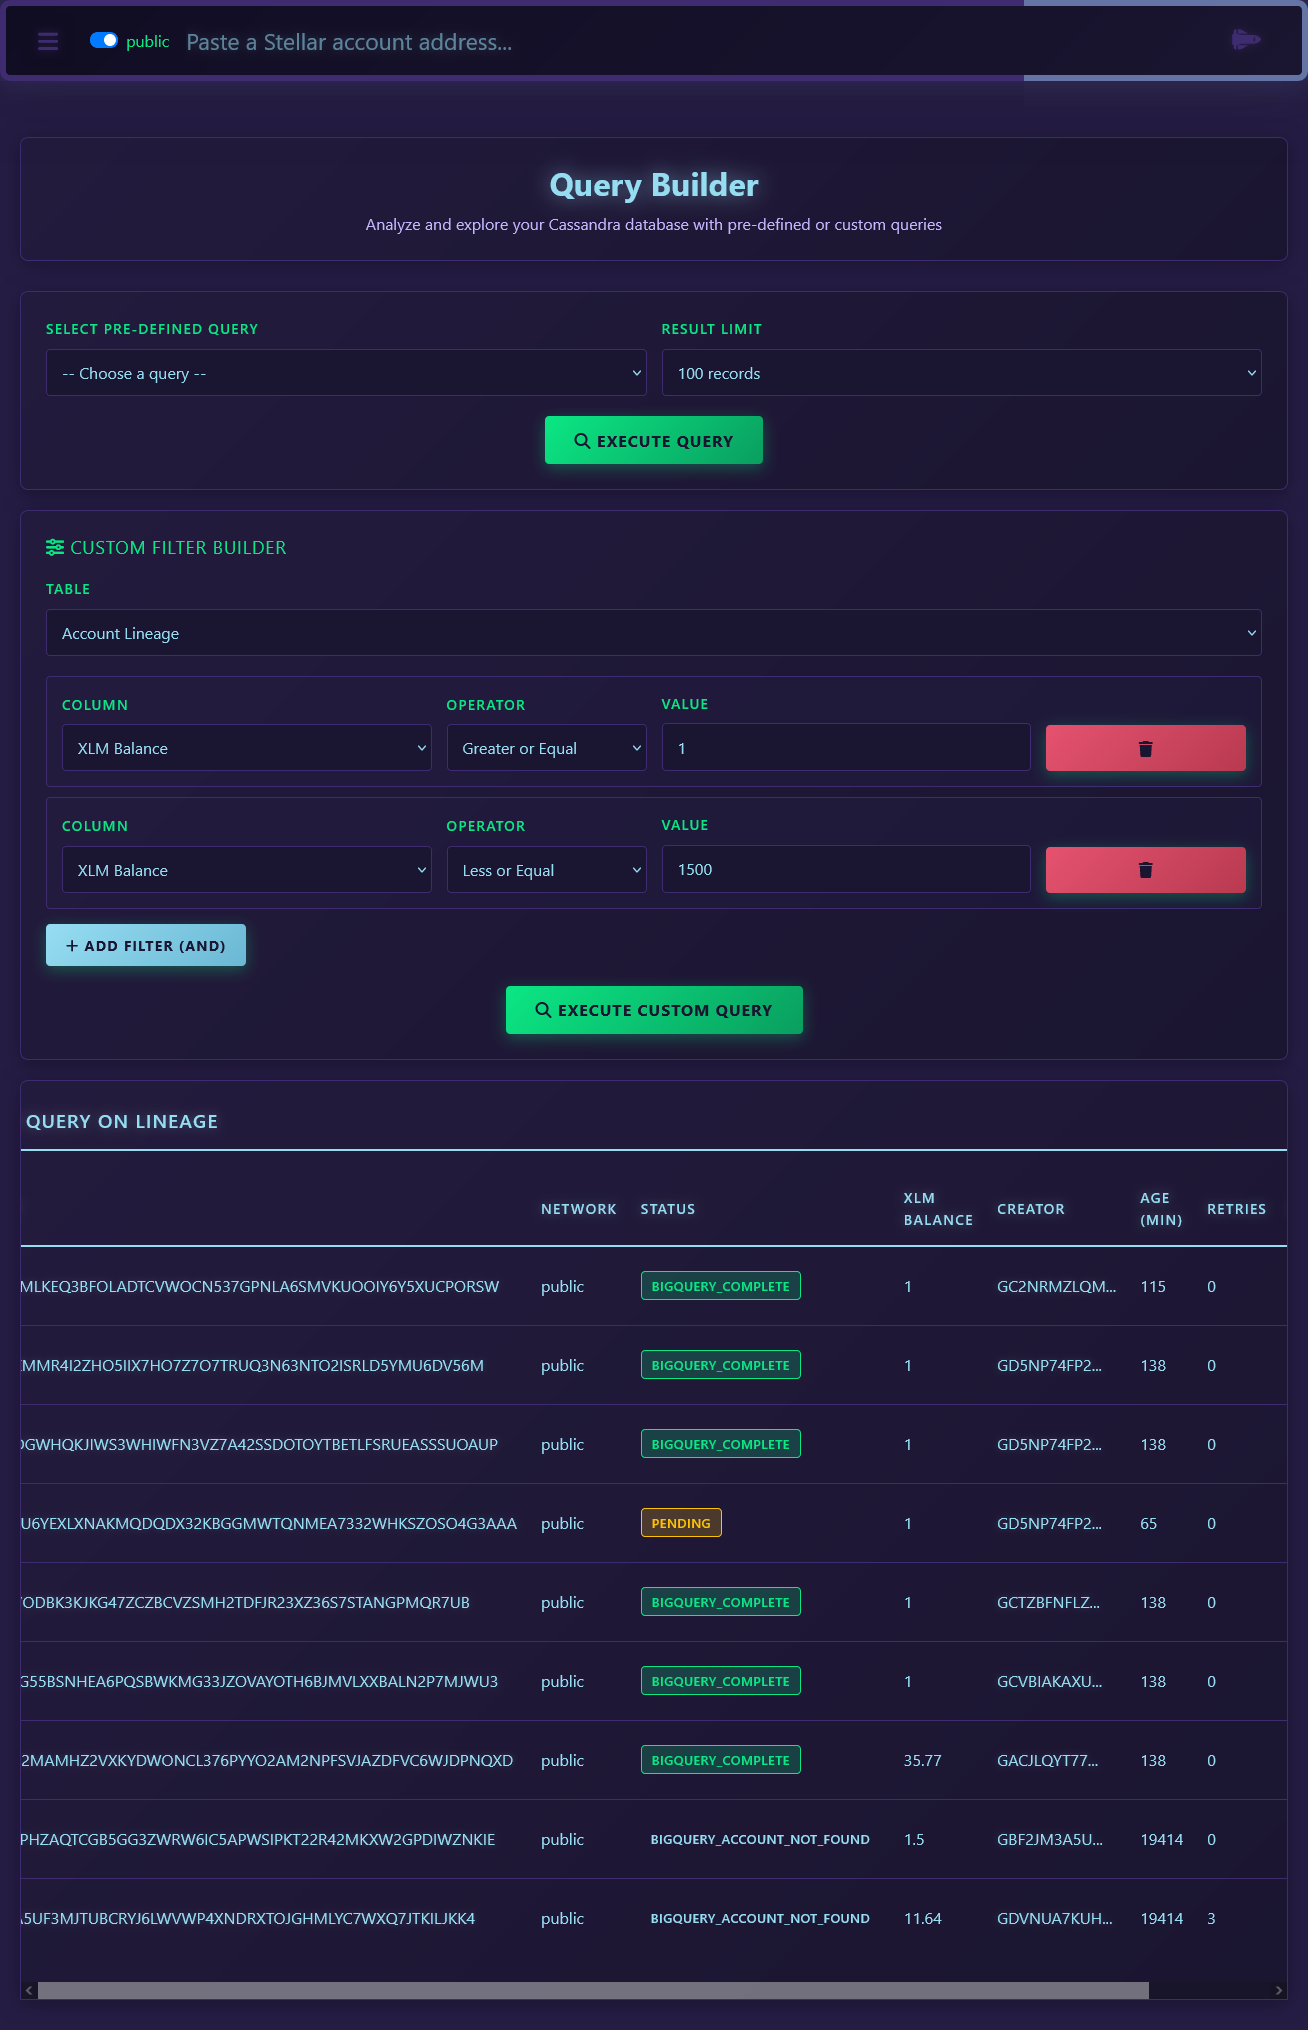 public Paste a Stellar account address...
Query Builder
Analyze and explore your Cassandra database with pre-defined or custom queries
SELECT PRE-DEFINED QUERY RESULT LIMIT
-- Choose a query -- 100 records
EXECUTE QUERY
CUSTOM FILTER BUILDER
TABLE
Account Lineage
COLUMN OPERATOR VALUE
XLM Balance Greater or Equal 1
COLUMN OPERATOR VALUE
XLM Balance Less or Equal 1500
+ ADD FILTER (AND)
EXECUTE CUSTOM QUERY
QUERY ON LINEAGE
NETWORK STATUS XLM BALANCE CREATOR AGE (MIN) RETRIES
MLKEQ3BFOLADTCVWOCN537GPNLA6SMVKUOOIY6Y5XUCPORSW public BIGQUERY_COMPLETE 1 GC2NRMZLQM... 115 0
MMR4I2ZHO5IIX7HO7Z7O7TRUQ3N63NTO2ISRLD5YMU6DV56M public BIGQUERY_COMPLETE 1 GD5NP74FP2... 138 0
GWHQKJIWS3WHIWFN3VZ7A42SSDOTOYTBETLFSRUEASSSUOAUP public BIGQUERY_COMPLETE 1 GD5NP74FP2... 138 0
U6YEXLXNAKMQDQDX32KBGGMWTQNMEA7332WHKSZOSO4G3AAA public PENDING 1 GD5NP74FP2... 65 0
ODBK3KJKG47ZCZBCVZSMH2TDFJR23XZ36S7STANGPMQR7UB public BIGQUERY_COMPLETE 1 GCTZBFNFLZ... 138 0
G55BSNHEA6PQSBWKMG33JZOVAYOTH6BJMVLXXBALN2P7MJWU3 public BIGQUERY_COMPLETE 1 GCVBIAKAXU... 138 0
2MAMHZ2VXKYDWONCL376PYYO2AM2NPFSVJAZDFVC6WJDPNQXD public BIGQUERY_COMPLETE 35.77 GACJLQYT77... 138 0
PHZAQTCGB5GG3ZWRW6IC5APWSIPKT22R42MKXW2GPDIWZNKIE public BIGQUERY_ACCOUNT_NOT_FOUND 1.5 GBF2JM3A5U... 19414 0
5UF3MJTUBCRYJ6LWVWP4XNDRXTOJGHMLYC7WXQ7JTKILJKK4 public BIGQUERY_ACCOUNT_NOT_FOUND 11.64 GDVNUA7KUH... 19414 3